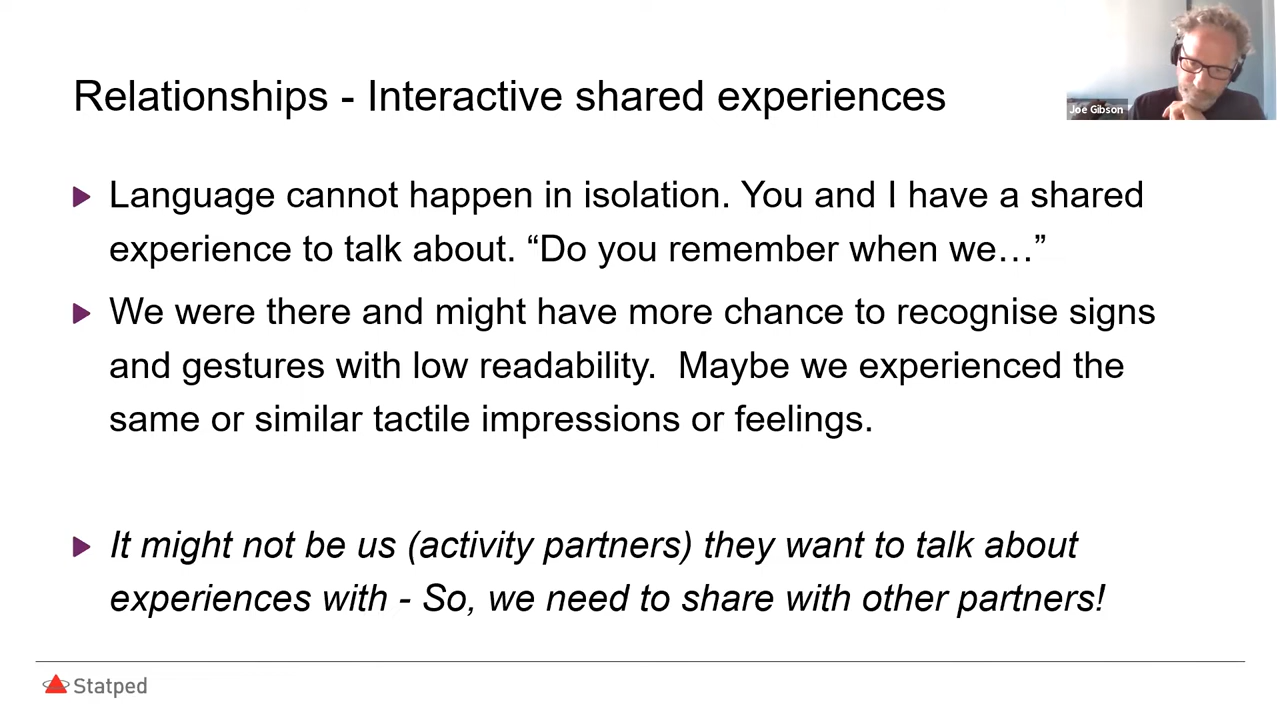 Relationships - Interactive shared experiences
Joe Gibson
Language cannot happen in isolation. You and I have a shared
experience to talk about. “Do you remember when we…”
We were there and might have more chance to recognise signs
and gestures with low readability.  Maybe we experienced the
same or similar tactile impressions or feelings.
It might not be us (activity partners) they want to talk about
experiences with - So, we need to share with other partners!
Statped